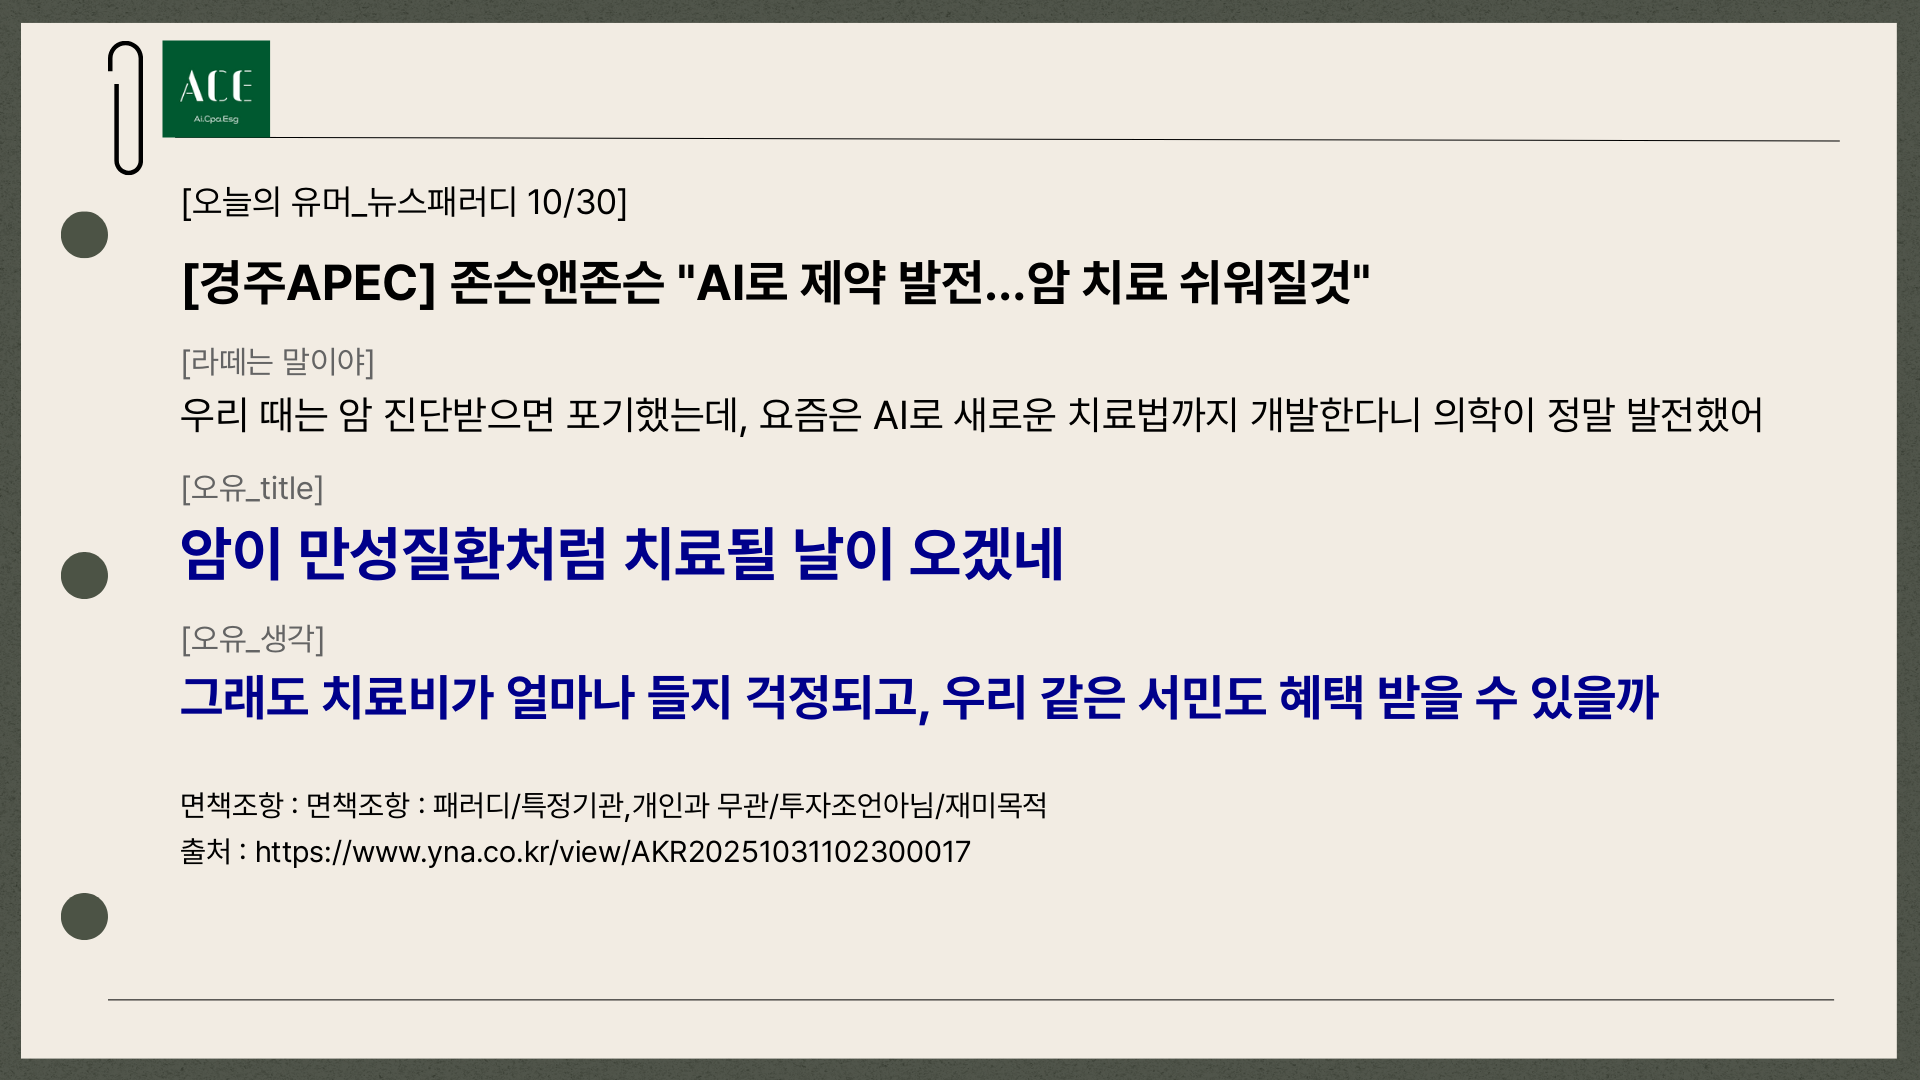 ACE
Ai.Cpa.Esg
[오늘의 유머_뉴스패러디 10/30]
[경주APEC] 존슨앤존슨 "AI로 제약 발전…암 치료 쉬워질것"
[라떼는 말이야]
우리 때는 암 진단받으면 포기했는데, 요즘은 AI로 새로운 치료법까지 개발한다니 의학이 정말 발전했어
[오유_title]
암이 만성질환처럼 치료될 날이 오겠네
[오유_생각]
그래도 치료비가 얼마나 들지 걱정되고, 우리 같은 서민도 혜택 받을 수 있을까
면책조항 : 면책조항 : 패러디/특정기관,개인과 무관/투자조언아님/재미목적
출처 : https://www.yna.co.kr/view/AKR20251031102300017